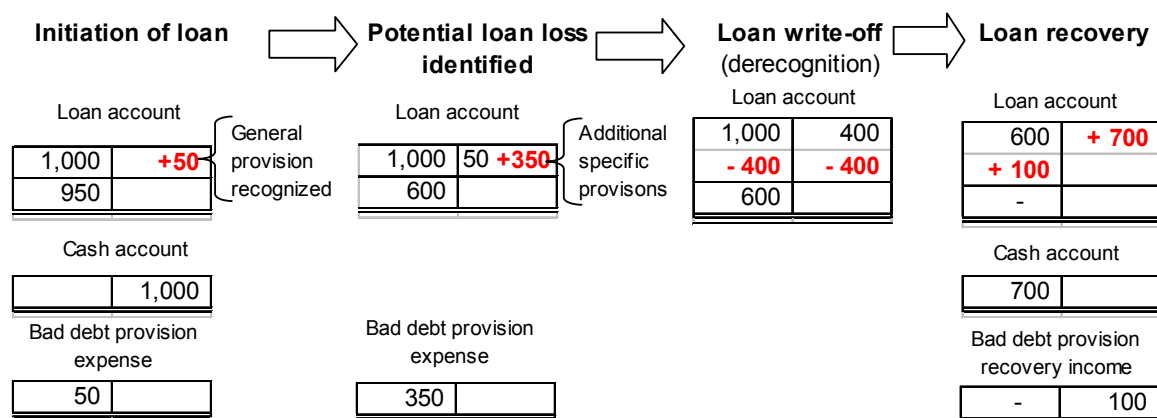 Initiation of loan
Potential loan loss
identified
Loan write-off
(derecognition)
Loan recovery
Loan account
1,000 +50
950
General
provision
recognized
Cash account
1,000
Bad debt provision
expense
50
Loan account
1,000 50 +350
600
Additional
specific
provisons
Bad debt provision
expense
350
Loan account
1,000 400
- 400 - 400
600
Loan account
600 + 700
+ 100
-
Cash account
700
Bad debt provision
recovery income
- 100